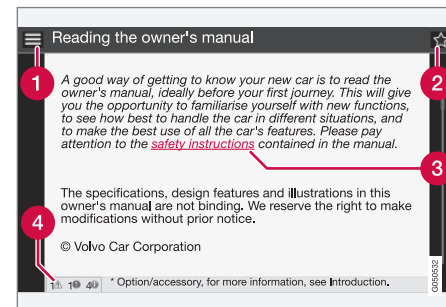 Reading the owner's manual
1
2
A good way of getting to know your new car is to read the
owner's manual, ideally before your first journey. This will give
you the opportunity to familiarise yourself with new functions,
to see how best to handle the car in different situations, and
to make the best use of all the car's features. Please pay
attention to the safety instructions contained in the manual.
3
The specifications, design features and illustrations in this
owner's manual are not binding. We reserve the right to make
modifications without prior notice.
4
© Volvo Car Corporation
1 1 4 * Option/accessory, for more information, see Introduction.
G050532